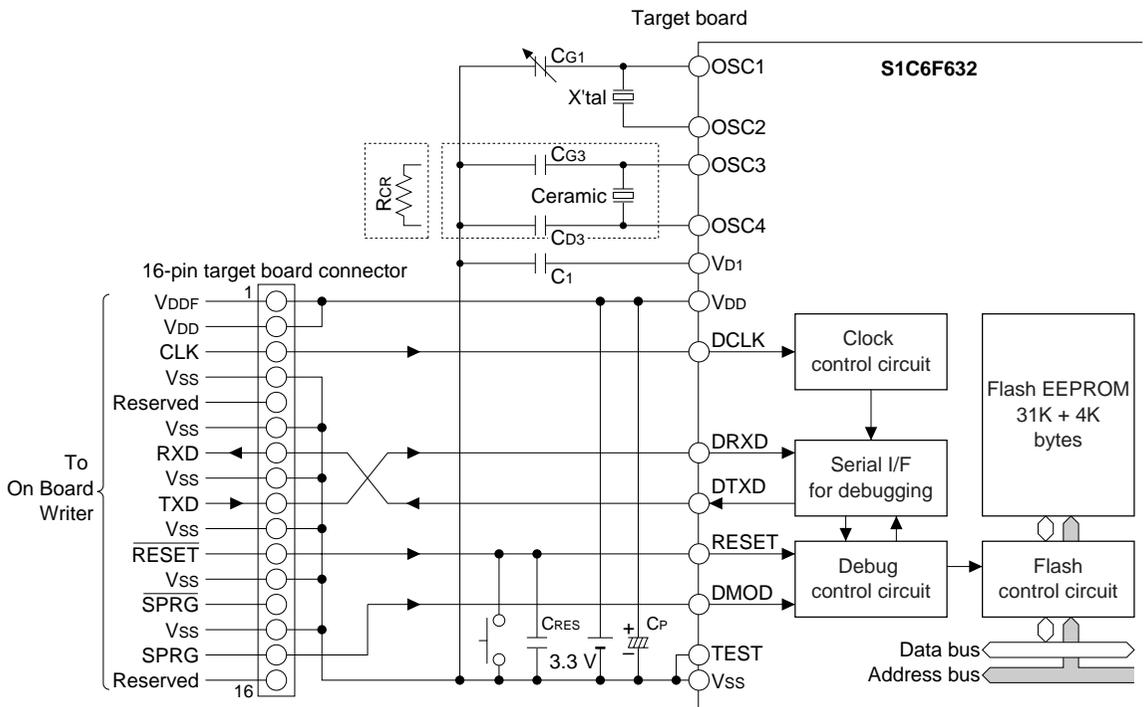 Target board
S1C6F632
CG1
X'tal
OSC1
OSC2
CG3
OSC3
RCR
Ceramic
CD3
OSC4
C1
VD1
16-pin target board connector
1
VDDF
VDD
CLK
VSS
Reserved
VSS
RXD
VSS
TXD
VSS
RESET
VSS
SPRG
VSS
SPRG
Reserved
16
To
On Board
Writer
VDD
DCLK
DRXD
DTXD
RESET
DMOD
TEST
VSS
CRES
3.3 V
+
–
CP
Clock
control circuit
Serial I/F
for debugging
Debug
control circuit
Flash EEPROM
31K + 4K
bytes
Flash
control circuit
Data bus
Address bus